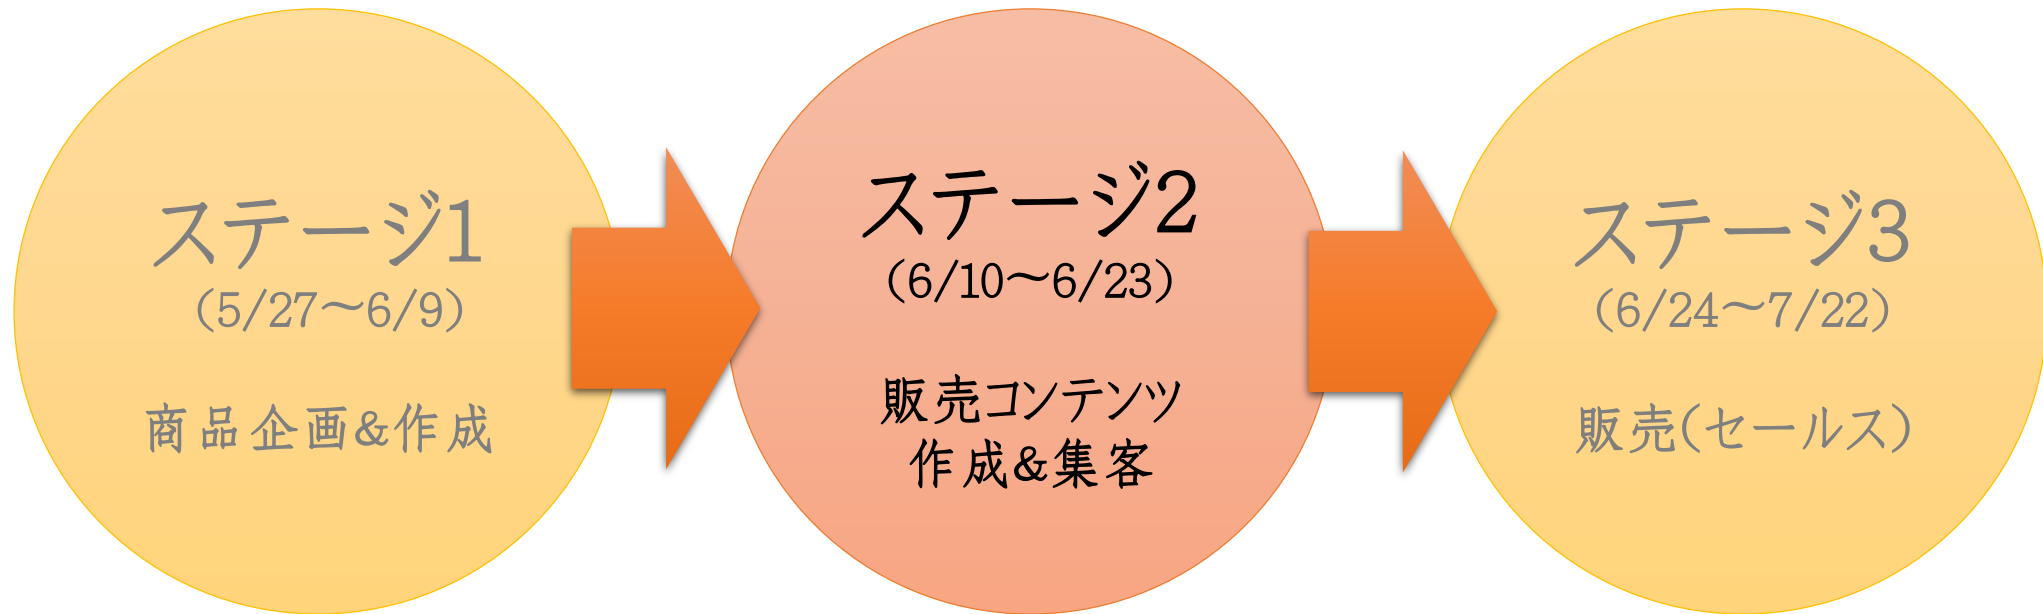 ステージ1
（5/27～6/9）
商品企画&作成
ステージ2
（6/10～6/23）
販売コンテンツ
作成&集客
ステージ3
（6/24～7/22）
販売（セールス）